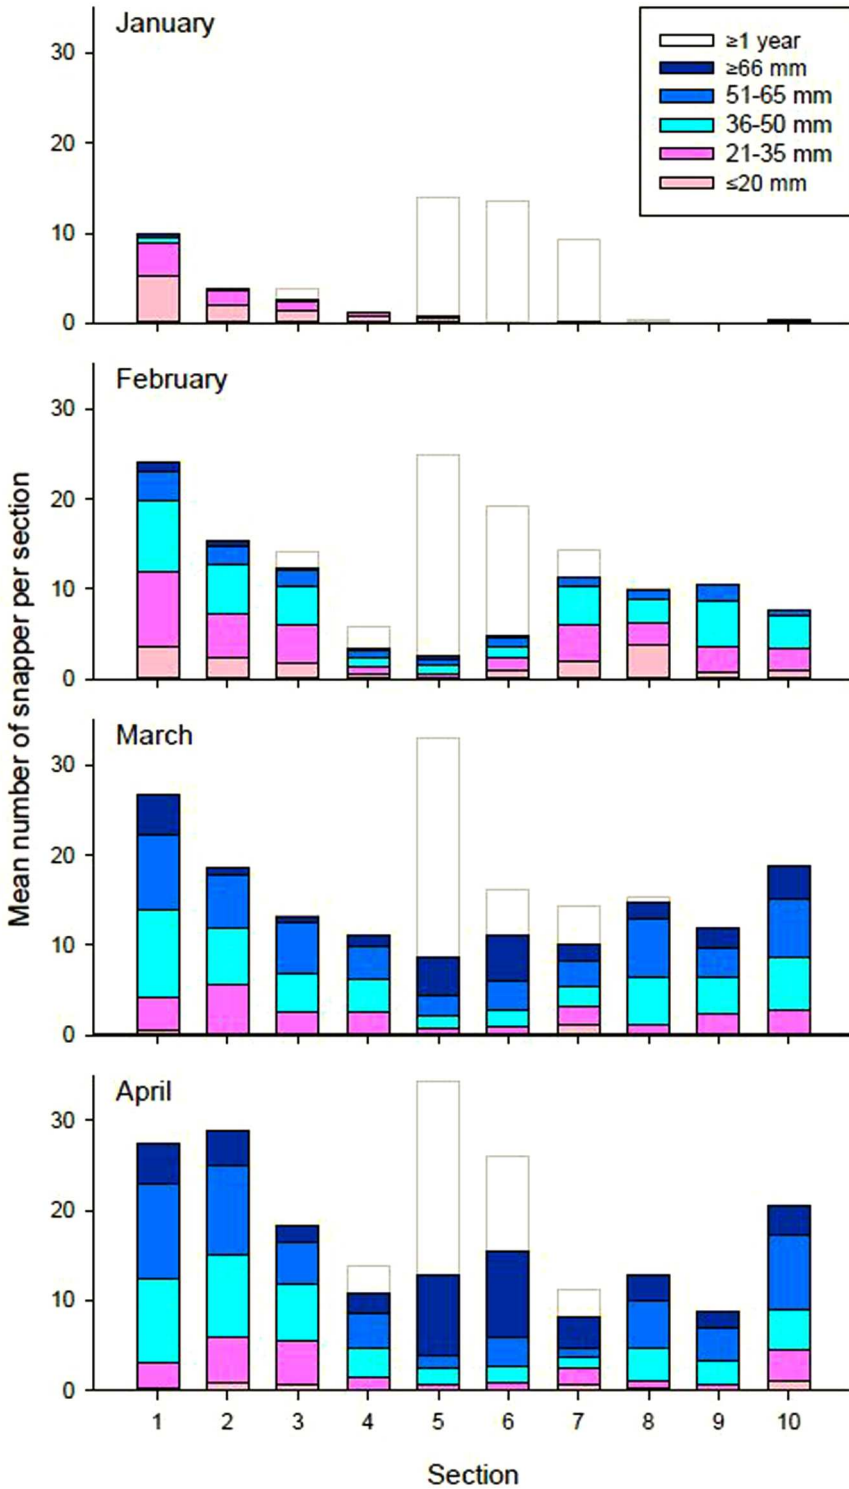 January
30
20
10
0
≥1 year
≥66 mm
51-65 mm
36-50 mm
21-35 mm
≤20 mm
February
30
20
10
0
March
30
20
10
0
April
30
20
10
0
Mean number of snapper per section
1 2 3 4 5 6 7 8 9 10
Section